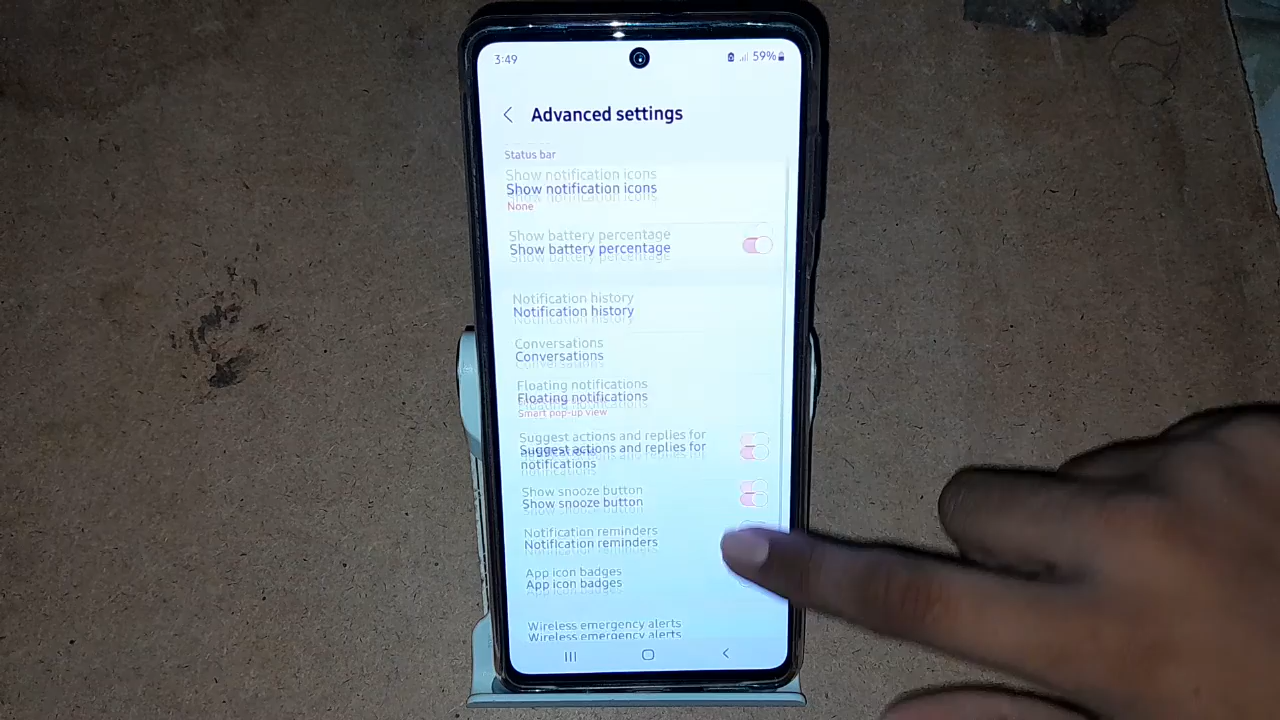 3:49
59%
Advanced settings
Status bar
Show notification icons
None
Show battery percentage
Notification history
Conversations
Floating notifications
Smart pop-up view
Suggest actions and replies for
notifications
Show snooze button
Notification reminders
App icon badges
Wireless emergency alerts